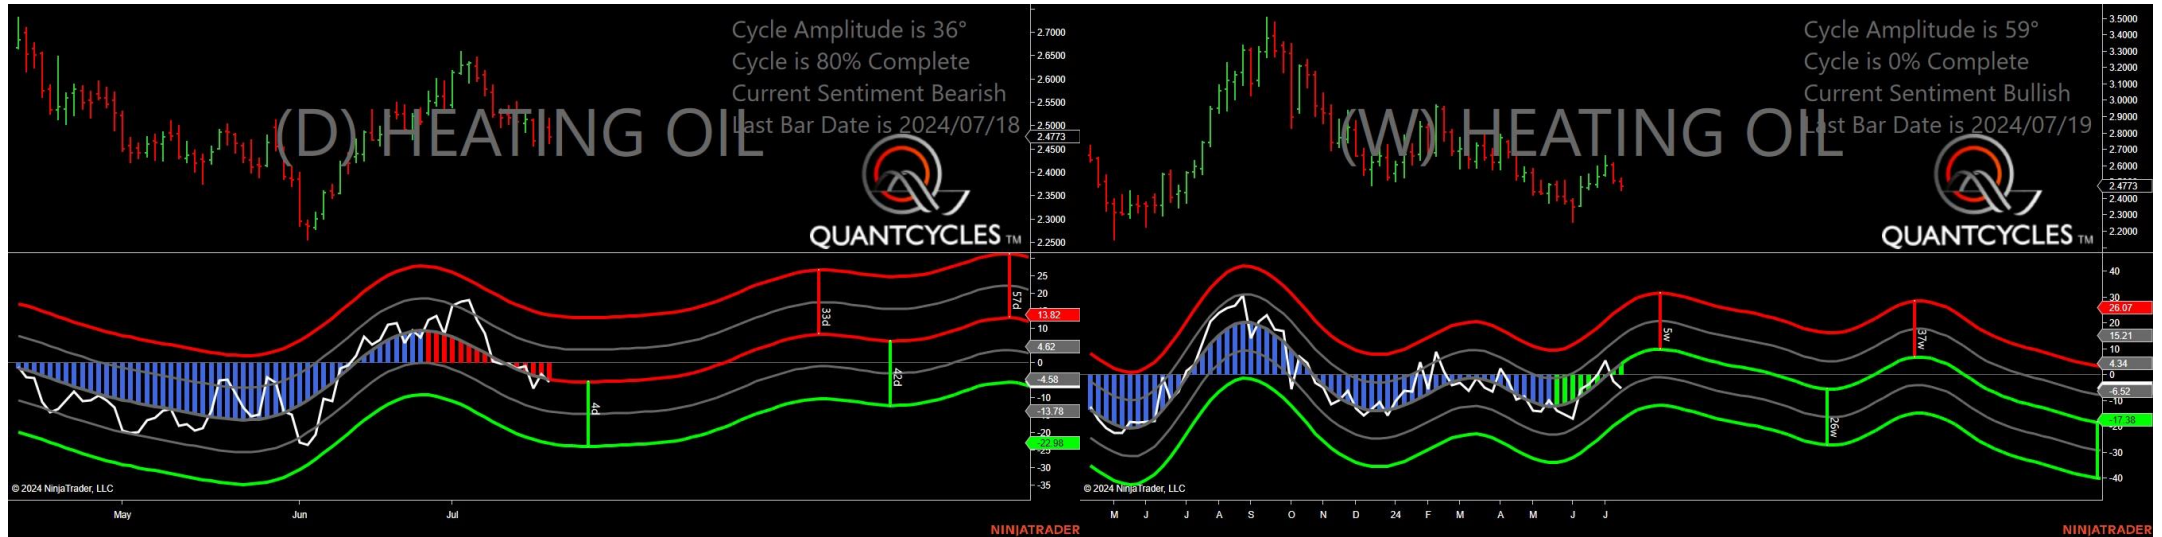 Cycle Amplitude is 36°
Cycle is 80% Complete
Current Sentiment Bearish
Last Bar Date is 2024/07/18
(D) HEATING OIL
QUANTCYCLES TM
2.7000
2.6500
2.6000
2.5500
2.5000
2.4773
2.4500
2.4000
2.3500
2.3000
2.2500
25
20
13.82
10
4.62
0
-4.58
-10
-13.78
-20
-22.98
-25
-30
-35
4d
33d
42d
57d
© 2024 NinjaTrader, LLC
May
Jun
Jul
NINJATRADER
Cycle Amplitude is 59°
Cycle is 0% Complete
Current Sentiment Bullish
Last Bar Date is 2024/07/19
(W) HEATING OIL
QUANTCYCLES TM
3.5000
3.4000
3.3000
3.2000
3.1000
3.0000
2.9000
2.8000
2.7000
2.6000
2.4773
2.4000
2.3000
2.2000
40
30
26.07
20
15.21
10
4.34
0
-6.52
-10
-17.38
-20
-30
-40
5w
26w
37w
© 2024 NinjaTrader, LLC
M J J A S O N D 24 F M A M J J
NINJATRADER